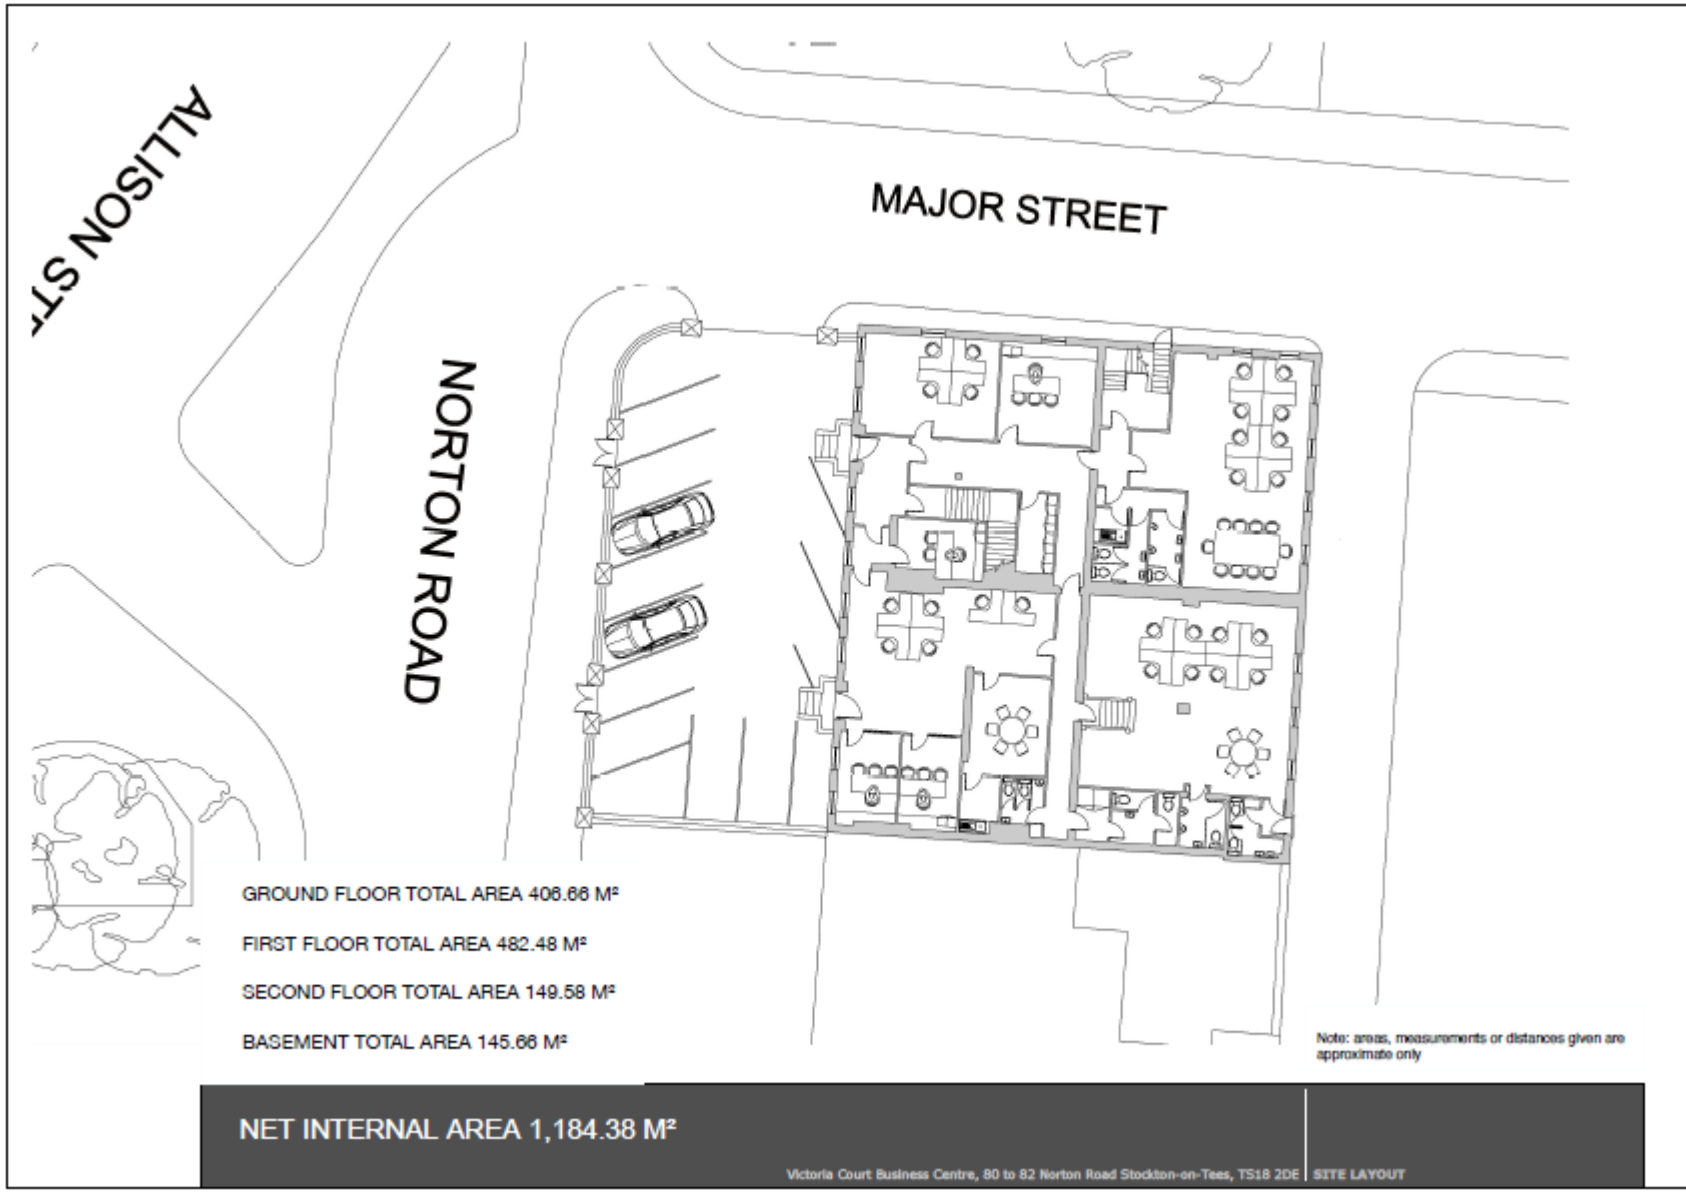 ALLISON ST
MAJOR STREET
NORTON ROAD
GROUND FLOOR TOTAL AREA 406.66 M²
FIRST FLOOR TOTAL AREA 482.48 M²
SECOND FLOOR TOTAL AREA 149.58 M²
BASEMENT TOTAL AREA 145.66 M²
Note: areas, measurements or distances given are
approximate only
NET INTERNAL AREA 1,184.38 M²
Victoria Court Business Centre, 80 to 82 Norton Road Stockton-on-Tees, TS18 2DE
SITE LAYOUT